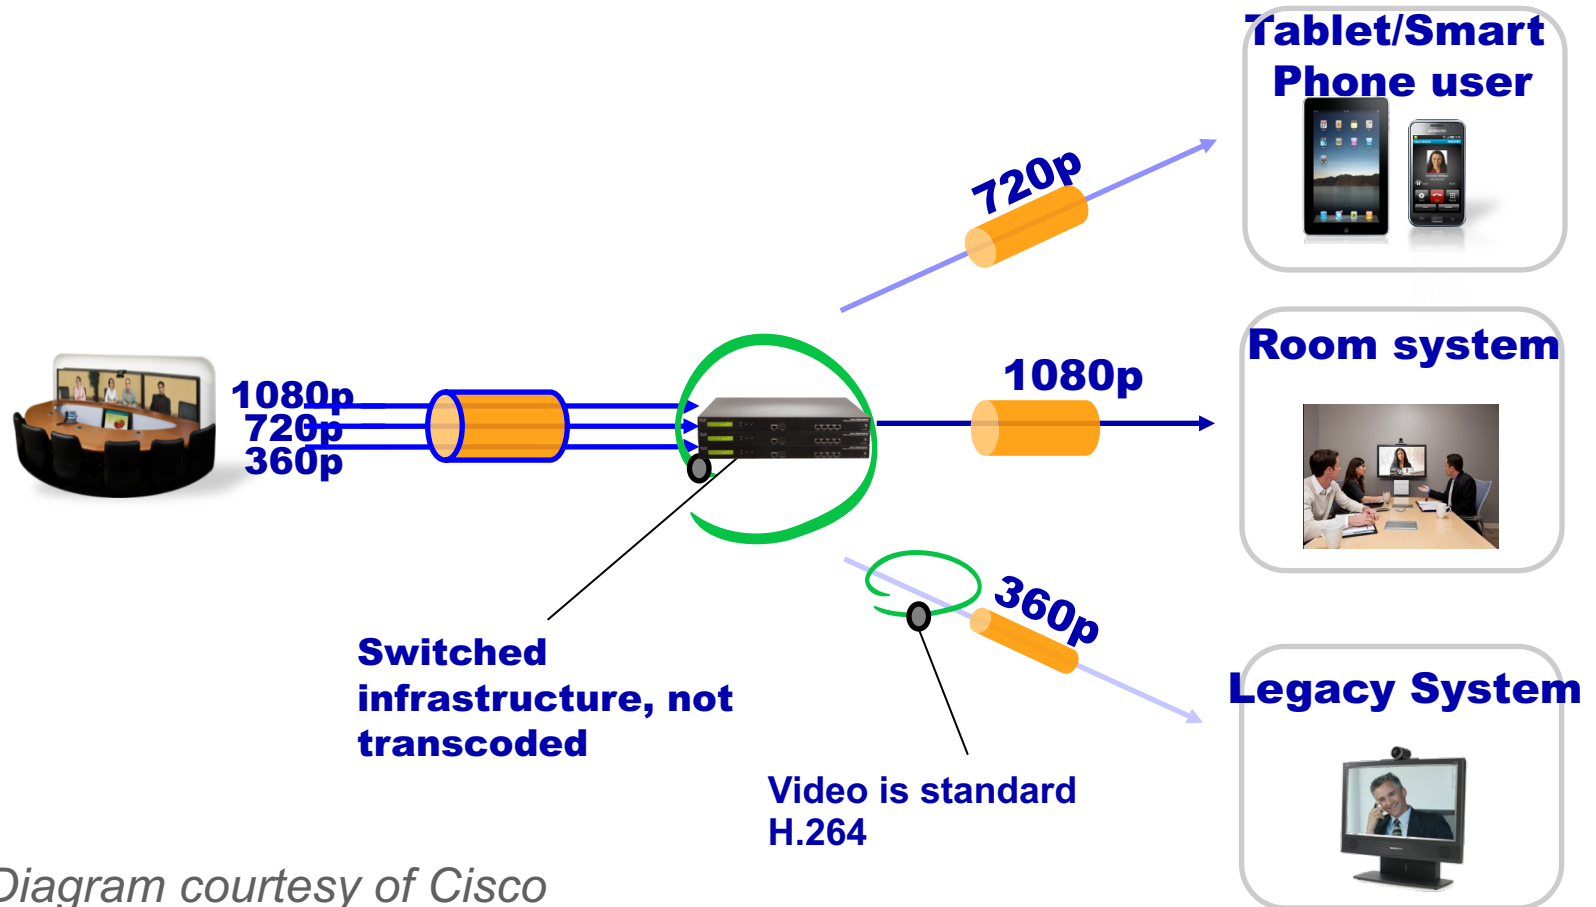 Tablet/Smart
Phone user
720p
1080p
720p
360p
1080p
Room system
360p
Switched
infrastructure, not
transcoded
Legacy System
Video is standard
H.264
Diagram courtesy of Cisco